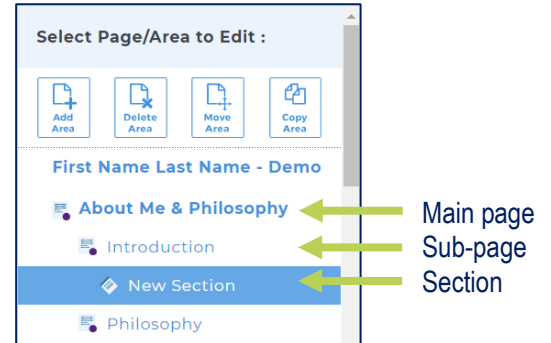 Select Page/Area to Edit :
Add Area
Delete Area
Move Area
Copy Area
First Name Last Name - Demo
About Me & Philosophy
Main page
Introduction
Sub-page
New Section
Section
Philosophy